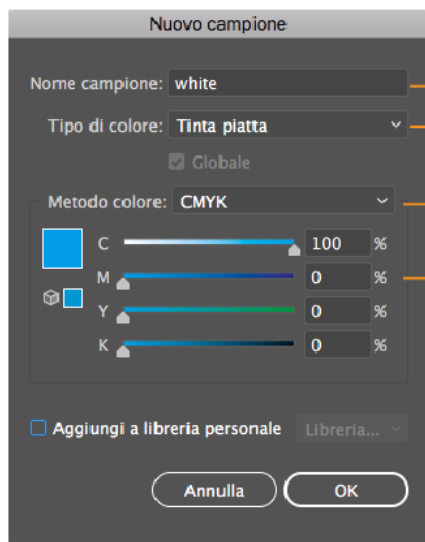 Nuovo campione
Nome campione: white
Tipo di colore: Tinta piatta
Globale
Metodo colore: CMYK
C 100 %
M 0 %
Y 0 %
K 0 %
Aggiungi a libreria personale Libreria...
Annulla OK